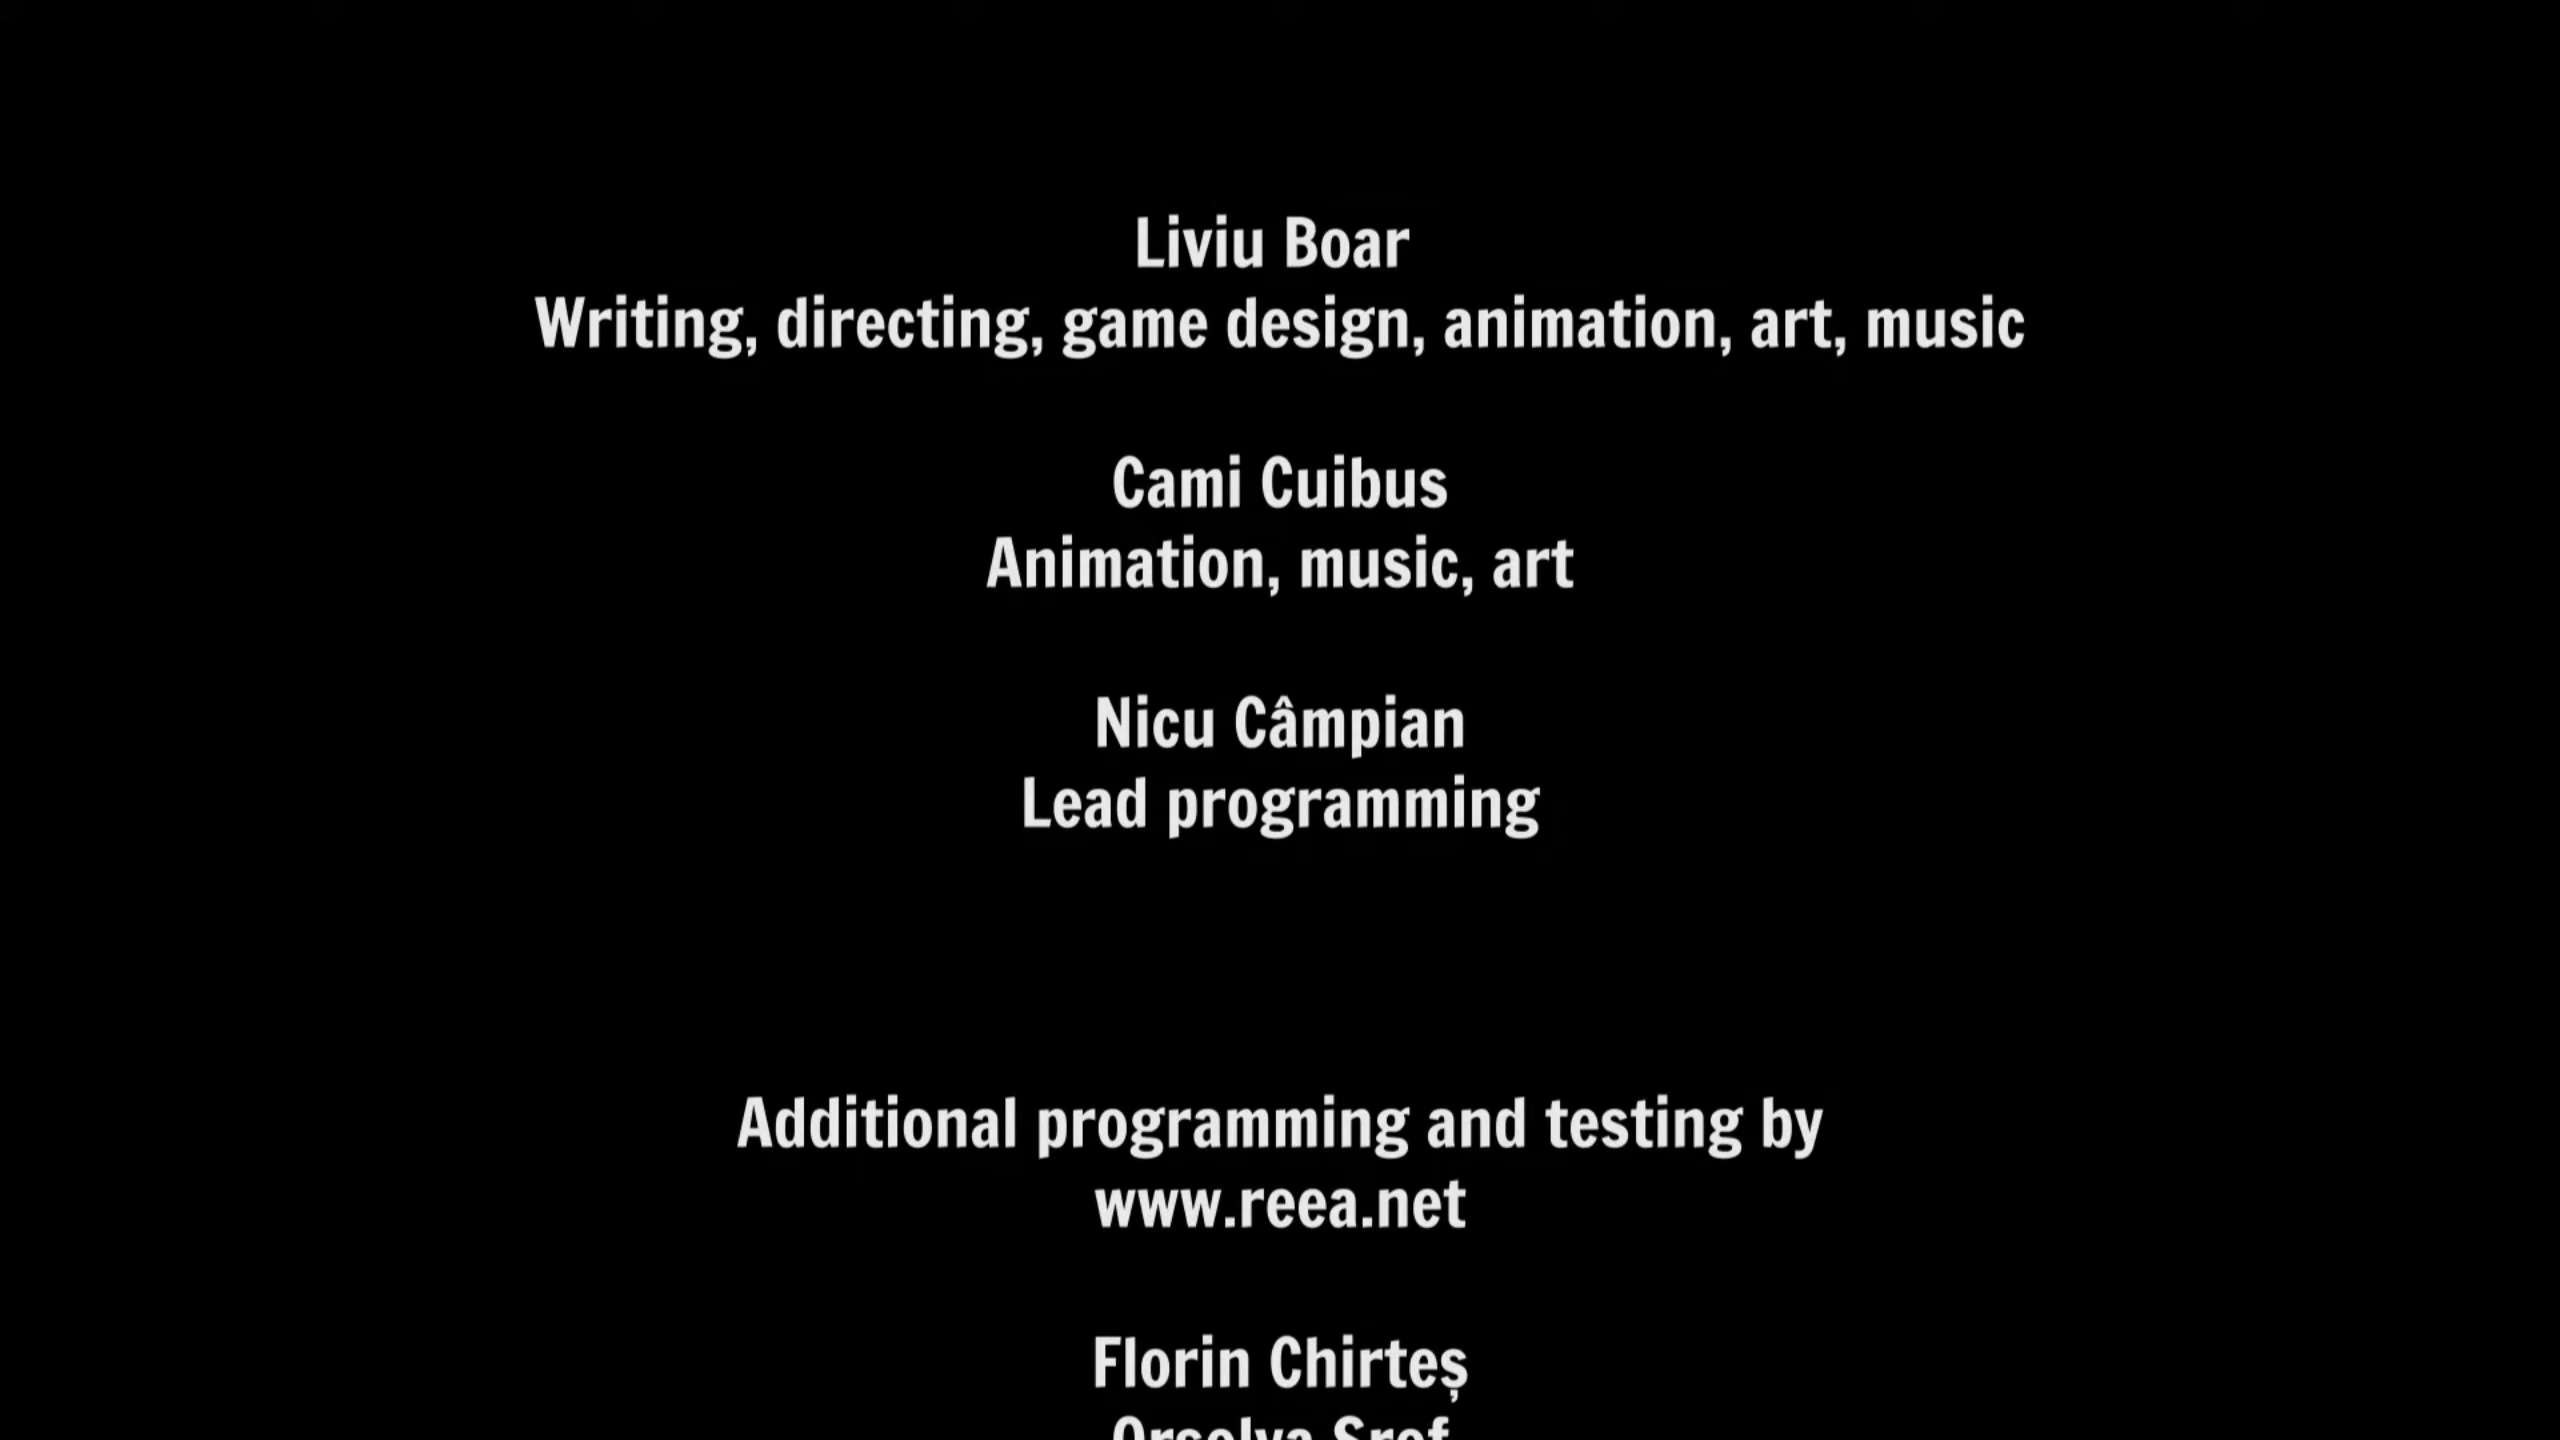 Liviu Boar
Writing, directing, game design, animation, art, music
Cami Cuibus
Animation, music, art
Nicu Câmpian
Lead programming
Additional programming and testing by
www.reea.net
Florin Chirteș
Orsolya